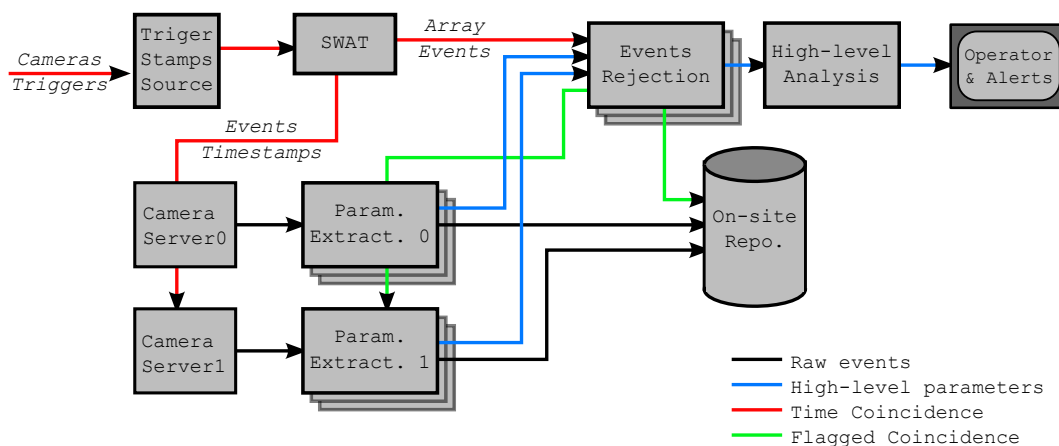 Cameras
Triggers
Triger
Stamps
Source
SWAT
Array
Events
Events
Rejection
High-level
Analysis
Operator
& Alerts
Events
Timestamps
Camera
Server0
Param.
Extract. 0
On-site
Repo.
Camera
Server1
Param.
Extract. 1
Raw events
High-level parameters
Time Coincidence
Flagged Coincidence